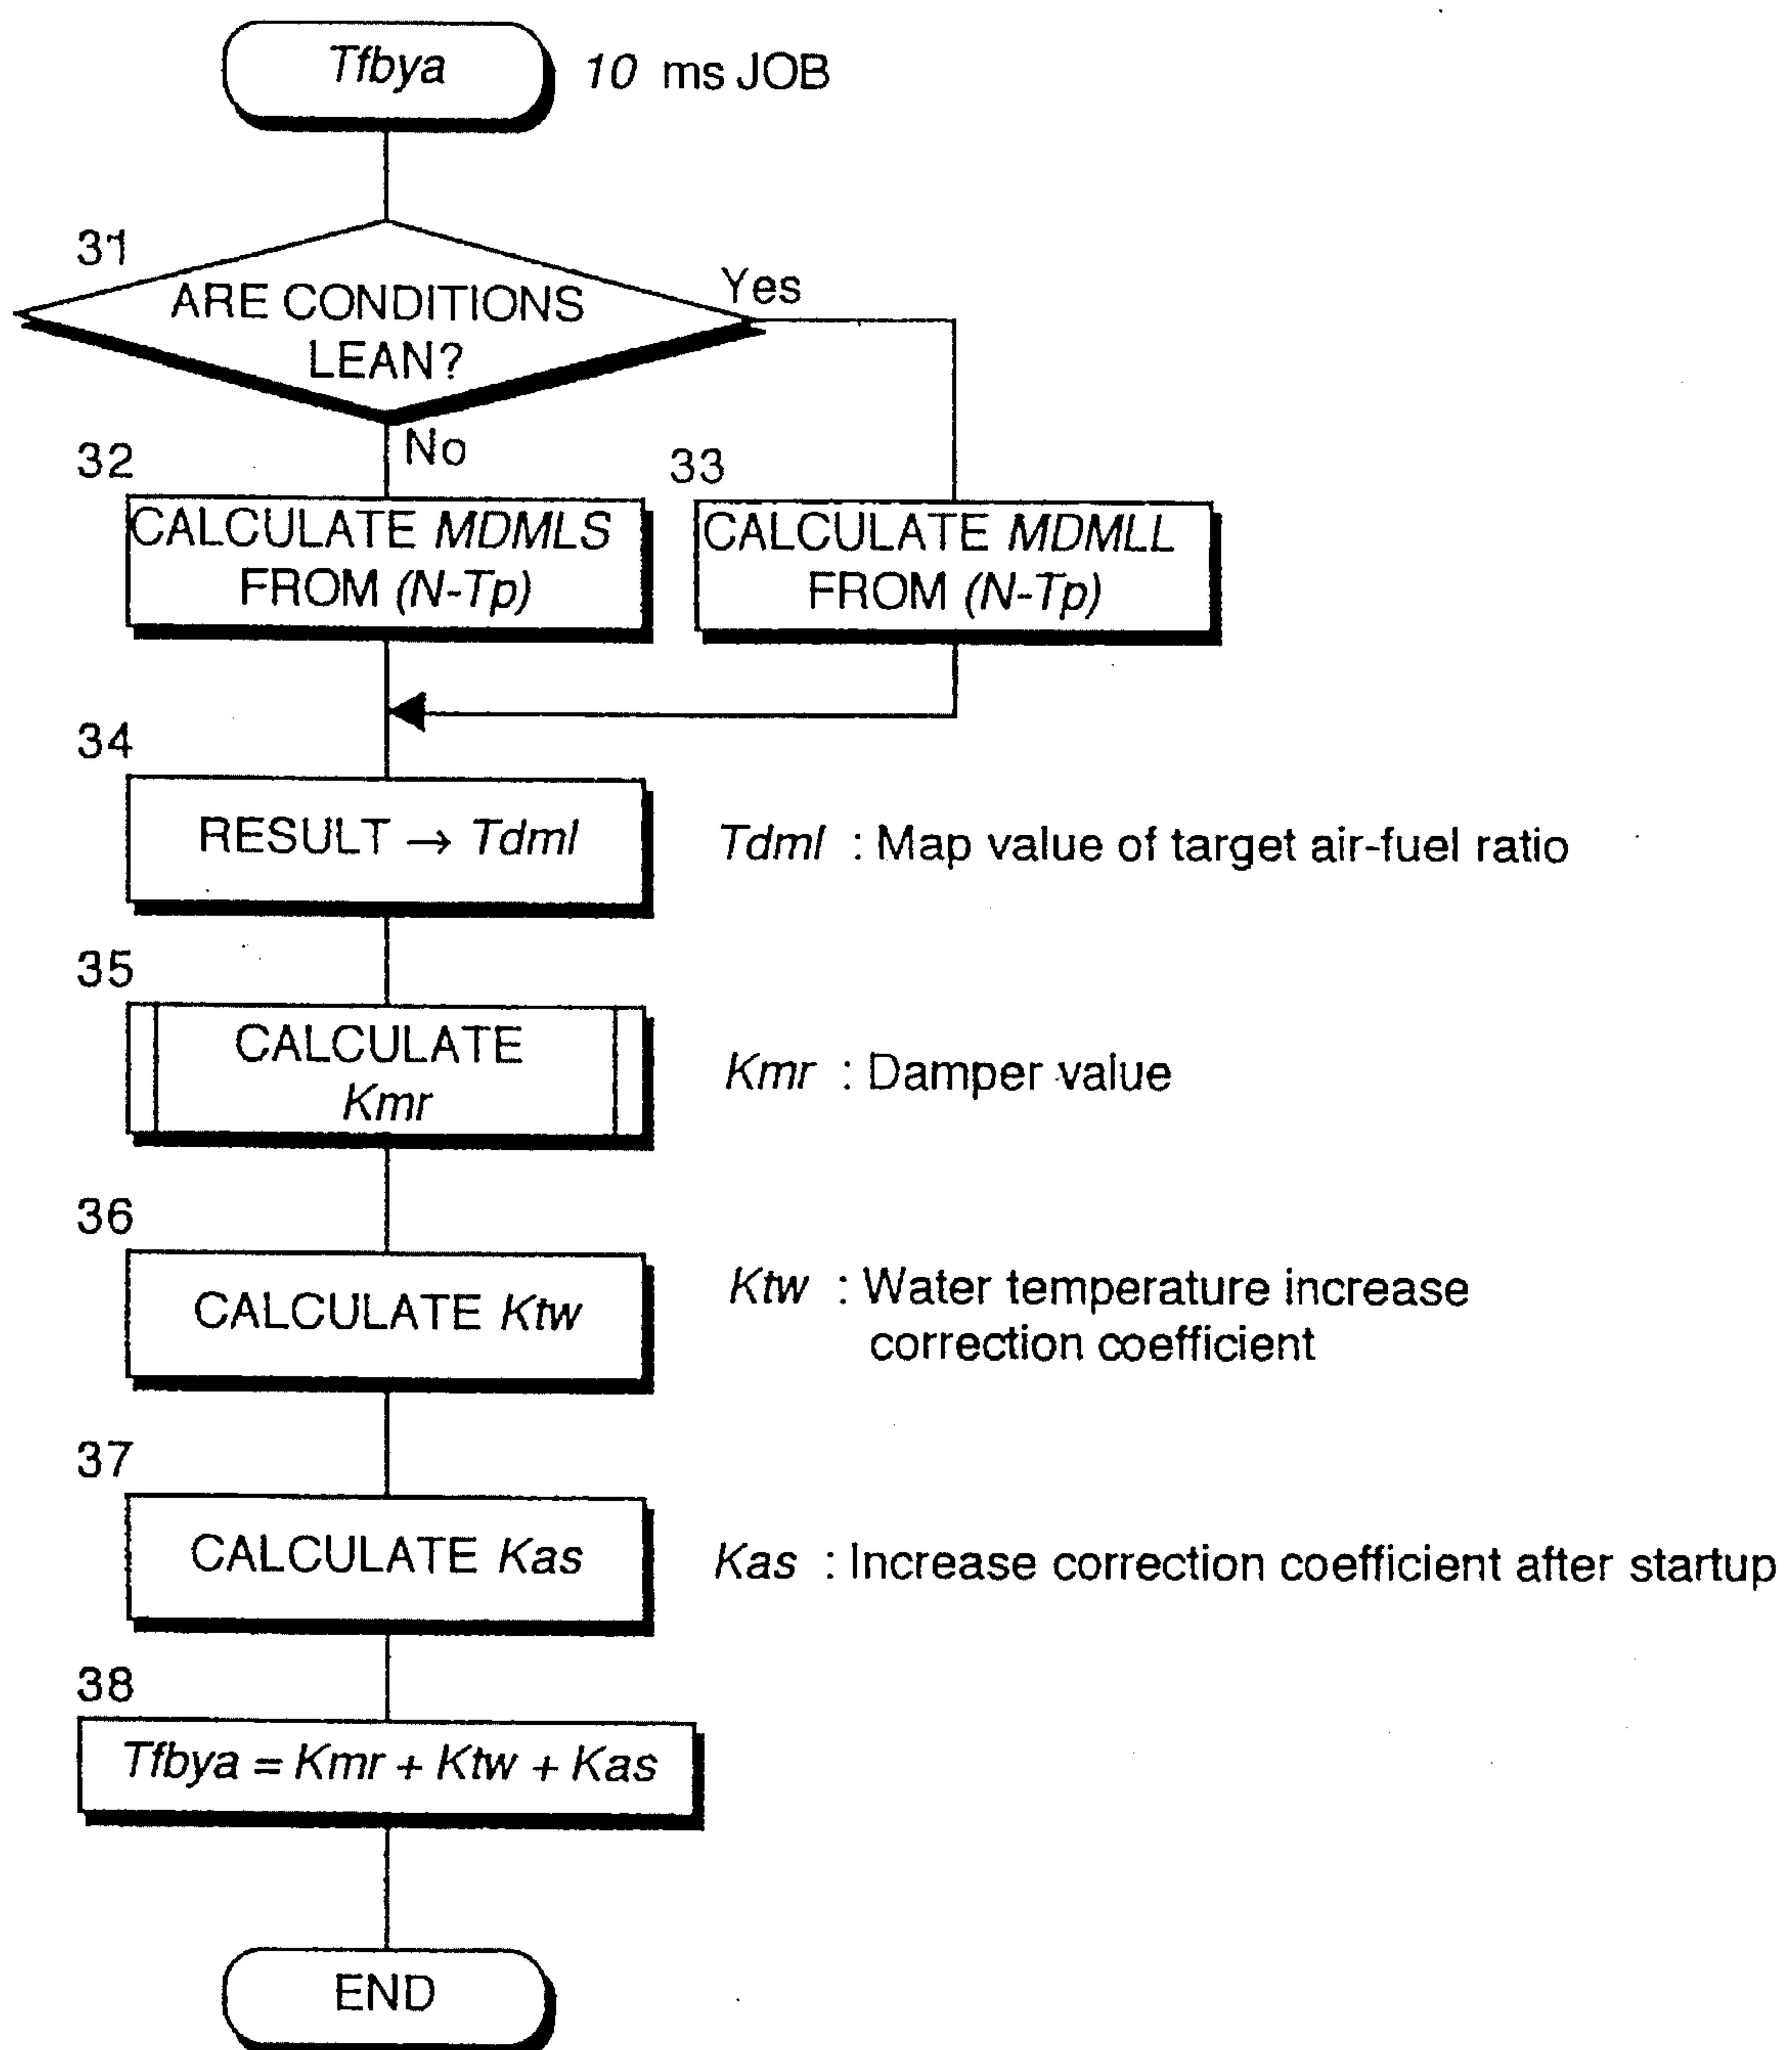 Tfbya 10 ms JOB
31
ARE CONDITIONS
LEAN?
Yes
No
32
CALCULATE MDMLS
FROM (N-Tp)
33
CALCULATE MDMLL
FROM (N-Tp)
34
RESULT → Tdml
Tdml : Map value of target air-fuel ratio
35
CALCULATE
Kmr
Kmr : Damper value
36
CALCULATE Ktw
Ktw : Water temperature increase
correction coefficient
37
CALCULATE Kas
Kas : Increase correction coefficient after startup
38
Tfbya = Kmr + Ktw + Kas
END